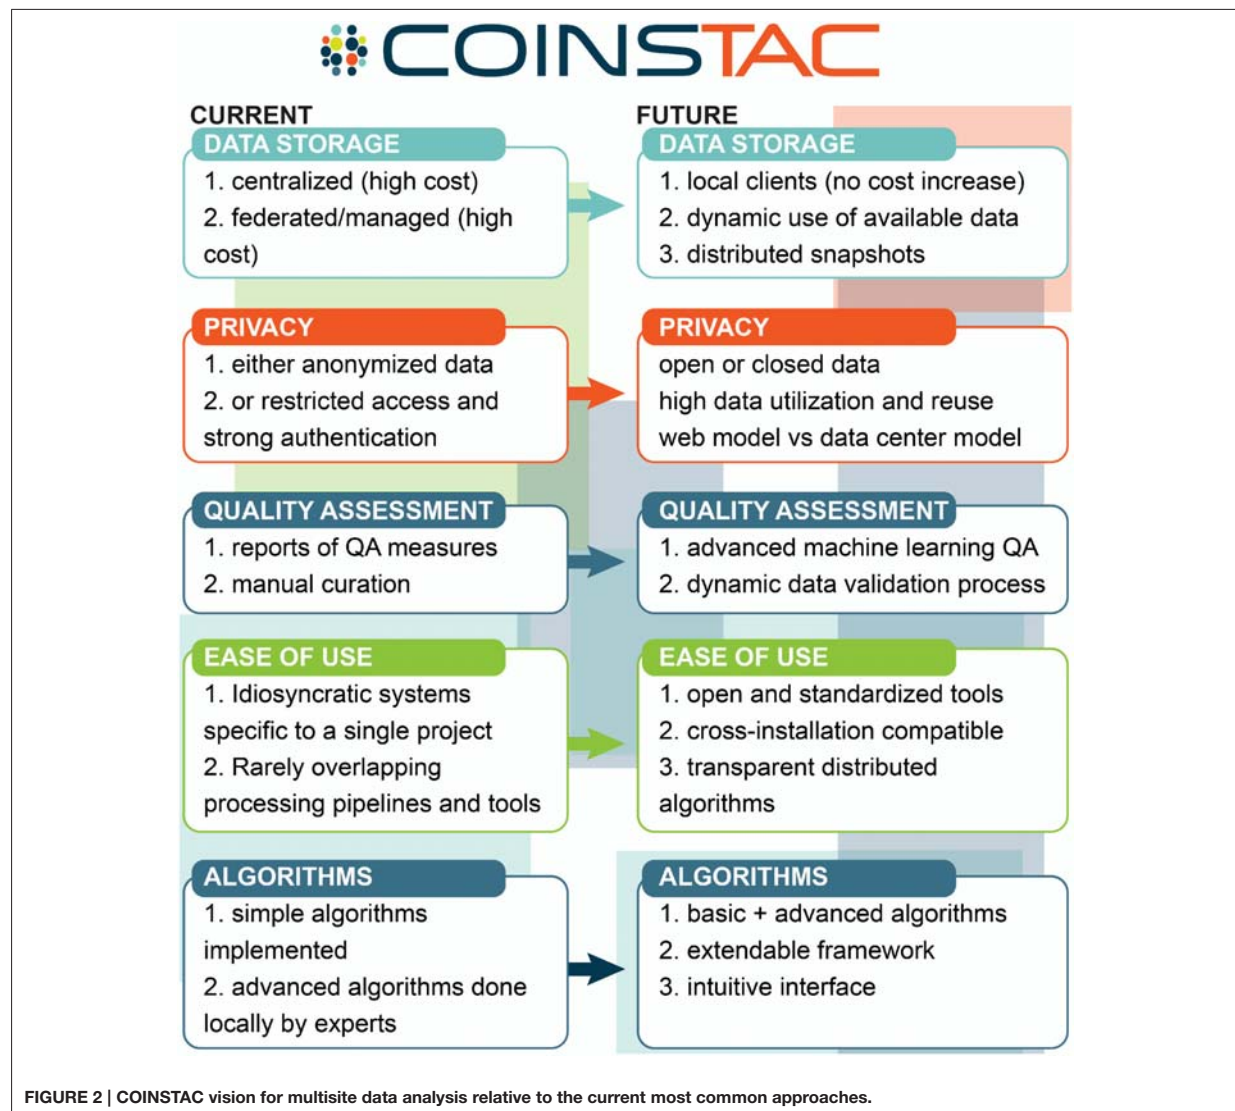 COINSTAC
CURRENT
DATA STORAGE
1. centralized (high cost)
2. federated/managed (high
cost)
PRIVACY
1. either anonymized data
2. or restricted access and
strong authentication
QUALITY ASSESSMENT
1. reports of QA measures
2. manual curation
EASE OF USE
1. Idiosyncratic systems
specific to a single project
2. Rarely overlapping
processing pipelines and tools
ALGORITHMS
1. simple algorithms
implemented
2. advanced algorithms done
locally by experts
FUTURE
DATA STORAGE
1. local clients (no cost increase)
2. dynamic use of available data
3. distributed snapshots
PRIVACY
open or closed data
high data utilization and reuse
web model vs data center model
QUALITY ASSESSMENT
1. advanced machine learning QA
2. dynamic data validation process
EASE OF USE
1. open and standardized tools
2. cross-installation compatible
3. transparent distributed
algorithms
ALGORITHMS
1. basic + advanced algorithms
2. extendable framework
3. intuitive interface
FIGURE 2 | COINSTAC vision for multisite data analysis relative to the current most common approaches.